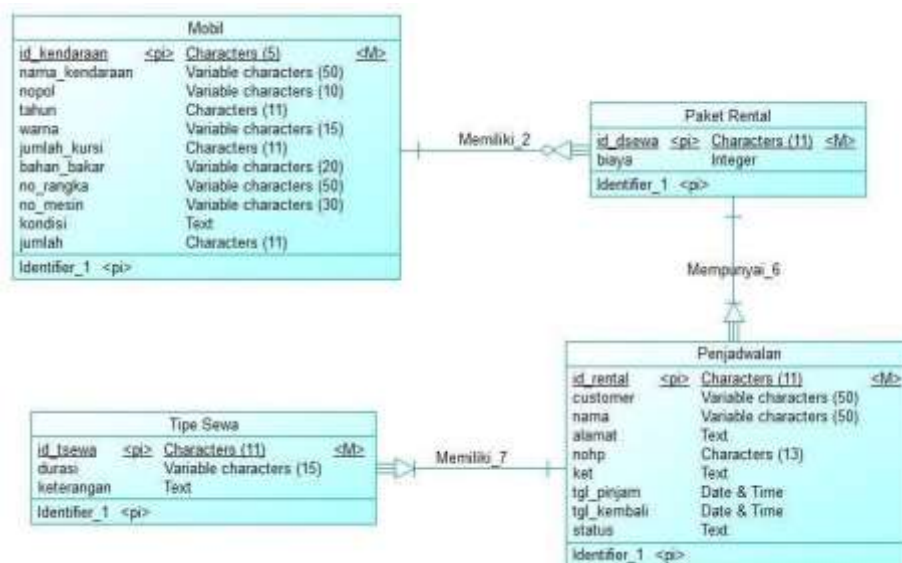 Mobil
id_kendaraan <pi> Characters (5) <M>
nama_kendaraan Variable characters (50)
nopol Variable characters (10)
tahun Characters (11)
warna Variable characters (15)
jumlah_kursi Characters (11)
bahan_bakar Variable characters (20)
no_rangka Variable characters (50)
no_mesin Variable characters (30)
kondisi Text
jumlah Characters (11)
Identifier_1 <pi>
Memiliki_2
Paket Rental
id_dsewa <pi> Characters (11) <M>
biaya Integer
Identifier_1 <pi>
Mempunyai_6
Penjadwalan
id_rental <pi> Characters (11) <M>
customer Variable characters (50)
nama Variable characters (50)
alamat Text
nohp Characters (13)
ket Text
tgl_pinjam Date & Time
tgl_kembali Date & Time
status Text
Identifier_1 <pi>
Memiliki_7
Tipe Sewa
id_tsewa <pi> Characters (11) <M>
durasi Variable characters (15)
keterangan Text
Identifier_1 <pi>